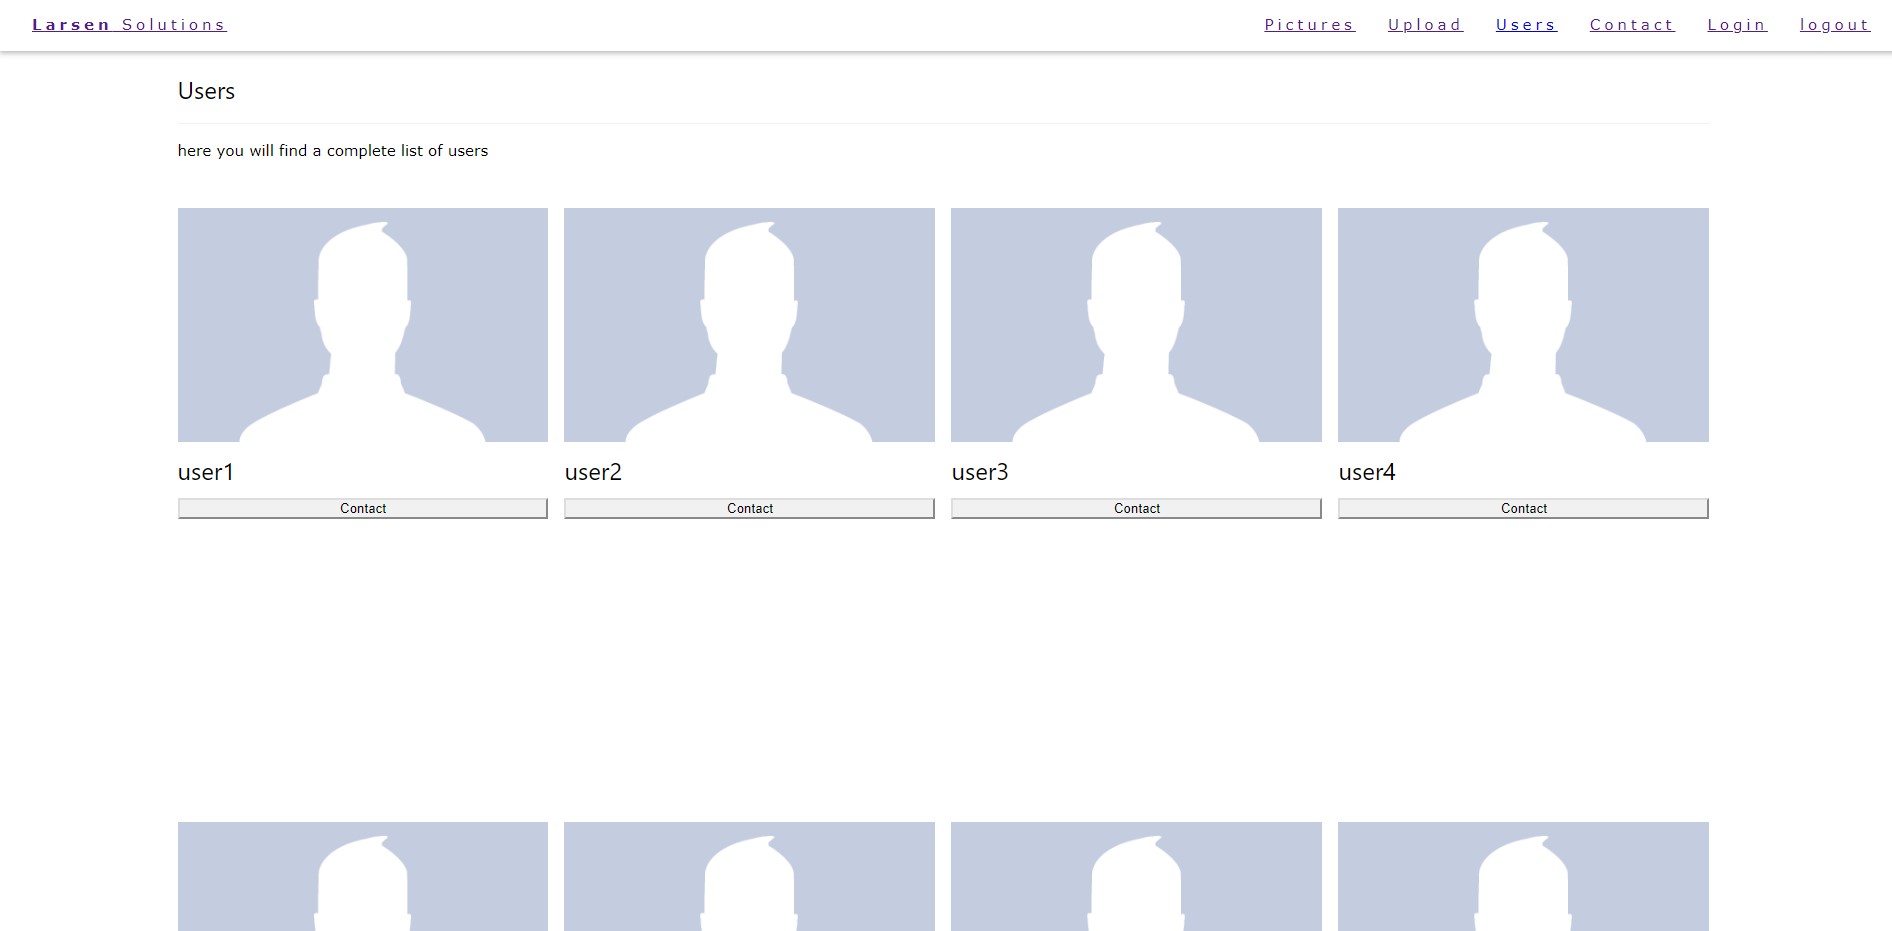 Larsen Solutions Pictures Upload Users Contact Login logout
Users
here you will find a complete list of users
user1 user2 user3 user4
Contact Contact Contact Contact